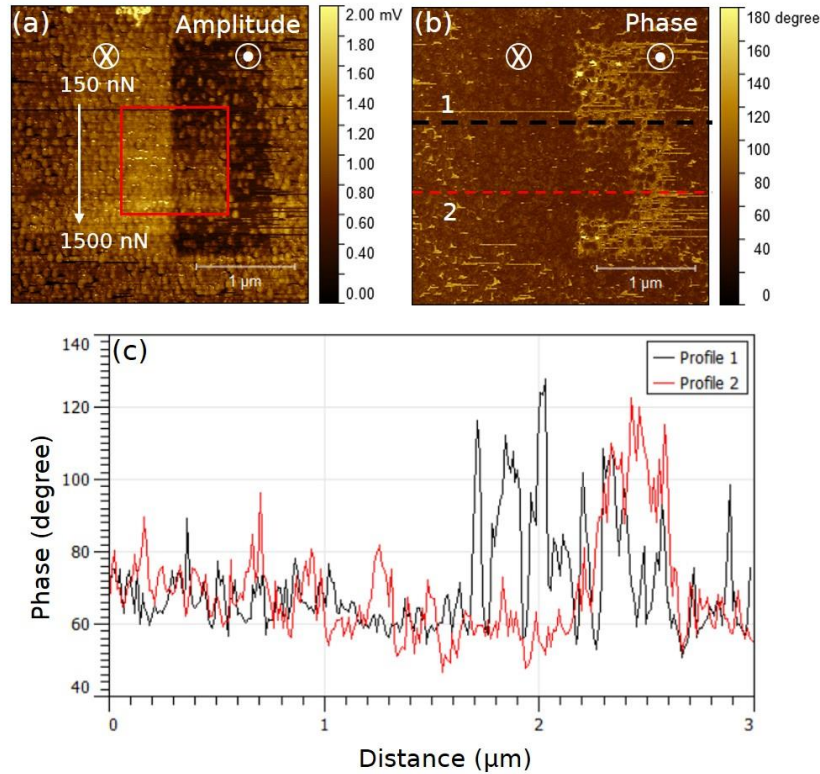 (a) Amplitude
150 nN
1500 nN
1 µm
2.00 mV
1.80
1.60
1.40
1.20
1.00
0.80
0.60
0.40
0.20
0.00
(b) Phase
1
2
1 µm
180 degree
160
140
120
100
80
60
40
20
0
(c)
Profile 1
Profile 2
Phase (degree)
140
120
100
80
60
40
0 1 2 3
Distance (µm)